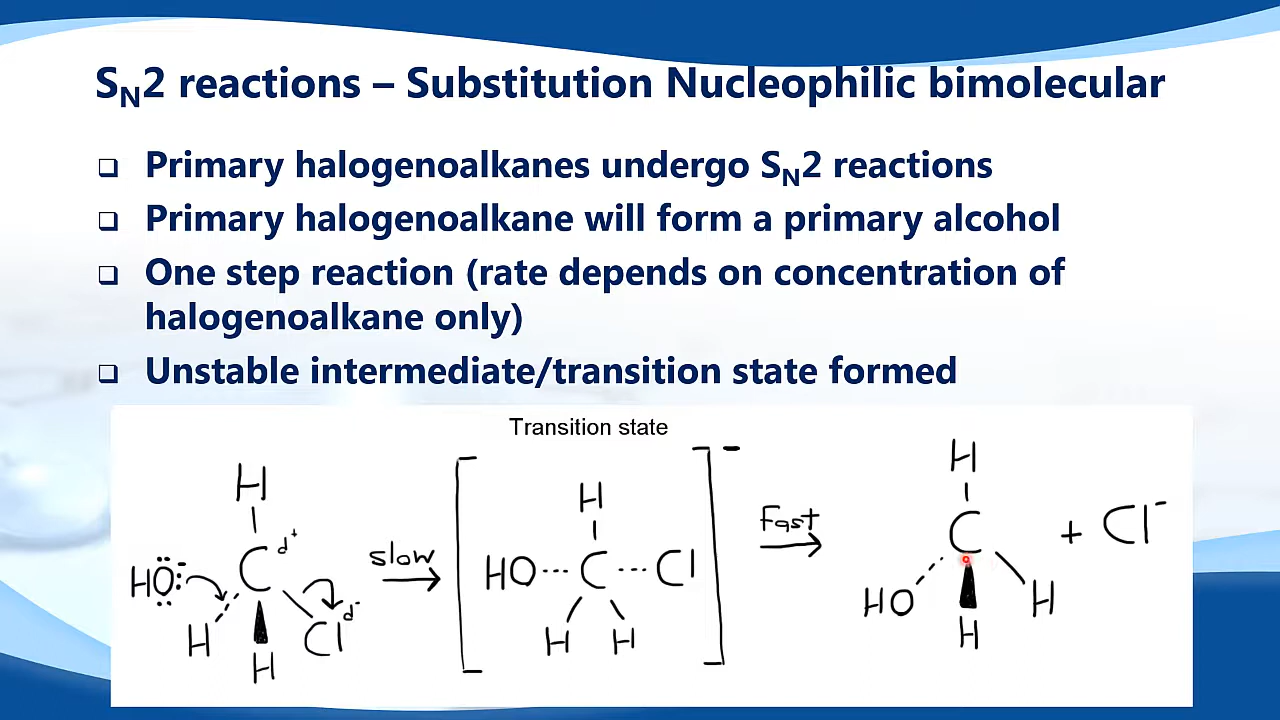 S_N2 reactions – Substitution Nucleophilic bimolecular
❑ Primary halogenoalkanes undergo S_N2 reactions
❑ Primary halogenoalkane will form a primary alcohol
❑ One step reaction (rate depends on concentration of
halogenoalkane only)
❑ Unstable intermediate/transition state formed
Transition state
H
C d+
HO:-
H
H
Cl d-
slow
-
H
HO···C···Cl
H H
Fast
H
C
HO
H
H
+ Cl-